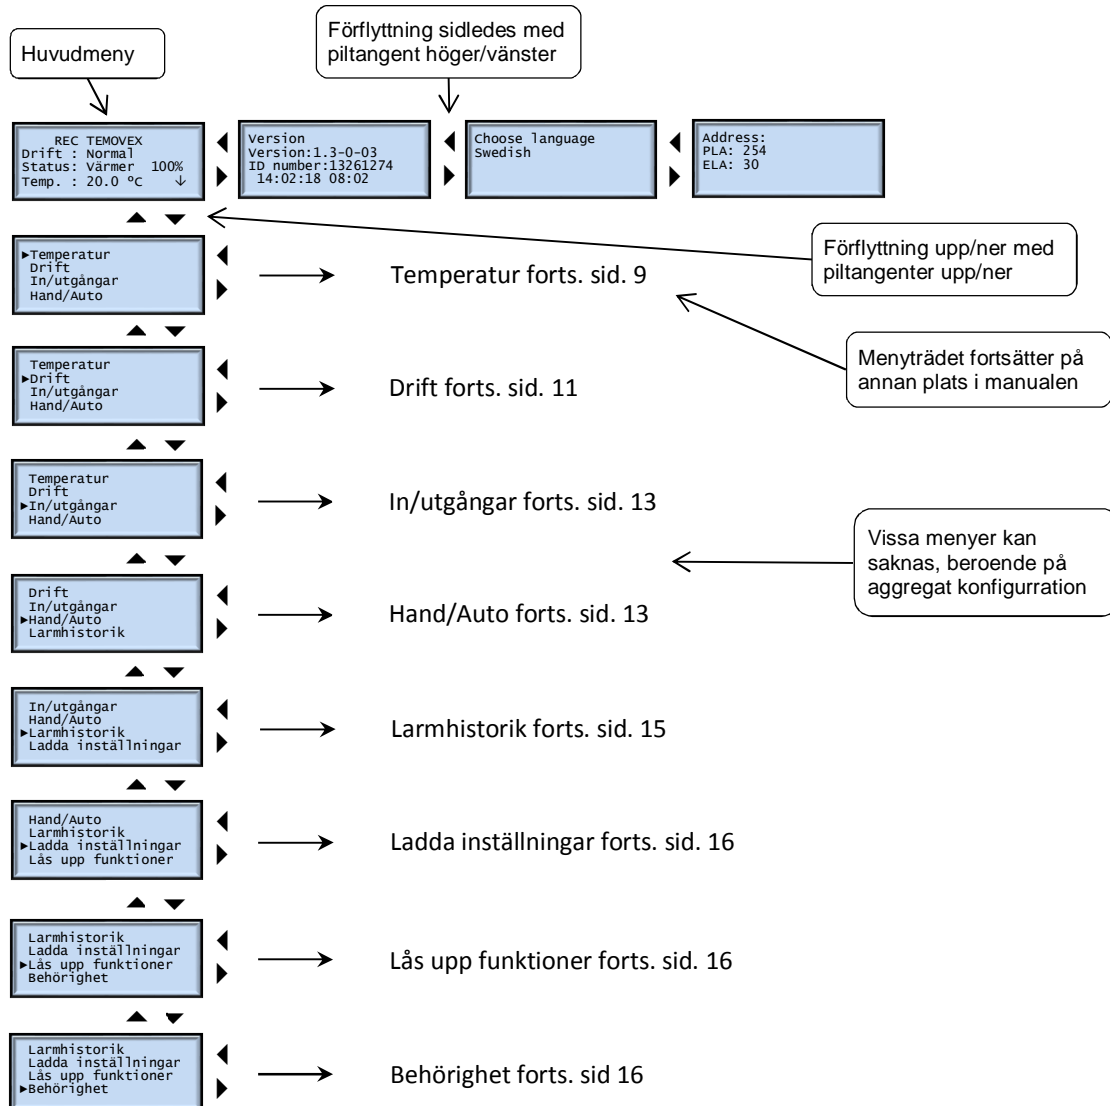 Huvudmeny
Förflyttning sidledes med
piltangent höger/vänster
REC TEMOVEX
Drift : Normal
Status: Värmer 100%
Temp. : 20.0 ºC ↓
Version
Version:1.3-0-03
ID number:13261274
14:02:18 08:02
Choose language
Swedish
Address:
PLA: 254
ELA: 30
Förflyttning upp/ner med
piltangenter upp/ner
►Temperatur
Drift
In/utgångar
Hand/Auto
Temperatur forts. sid. 9
Menyträdet fortsätter på
annan plats i manualen
Temperatur
►Drift
In/utgångar
Hand/Auto
Drift forts. sid. 11
Temperatur
Drift
►In/utgångar
Hand/Auto
In/utgångar forts. sid. 13
Vissa menyer kan
saknas, beroende på
aggregat konfigurration
Drift
In/utgångar
►Hand/Auto
Larmhistorik
Hand/Auto forts. sid. 13
In/utgångar
Hand/Auto
►Larmhistorik
Ladda inställningar
Larmhistorik forts. sid. 15
Hand/Auto
Larmhistorik
►Ladda inställningar
Lås upp funktioner
Ladda inställningar forts. sid. 16
Larmhistorik
Ladda inställningar
►Lås upp funktioner
Behörighet
Lås upp funktioner forts. sid. 16
Larmhistorik
Ladda inställningar
Lås upp funktioner
►Behörighet
Behörighet forts. sid 16